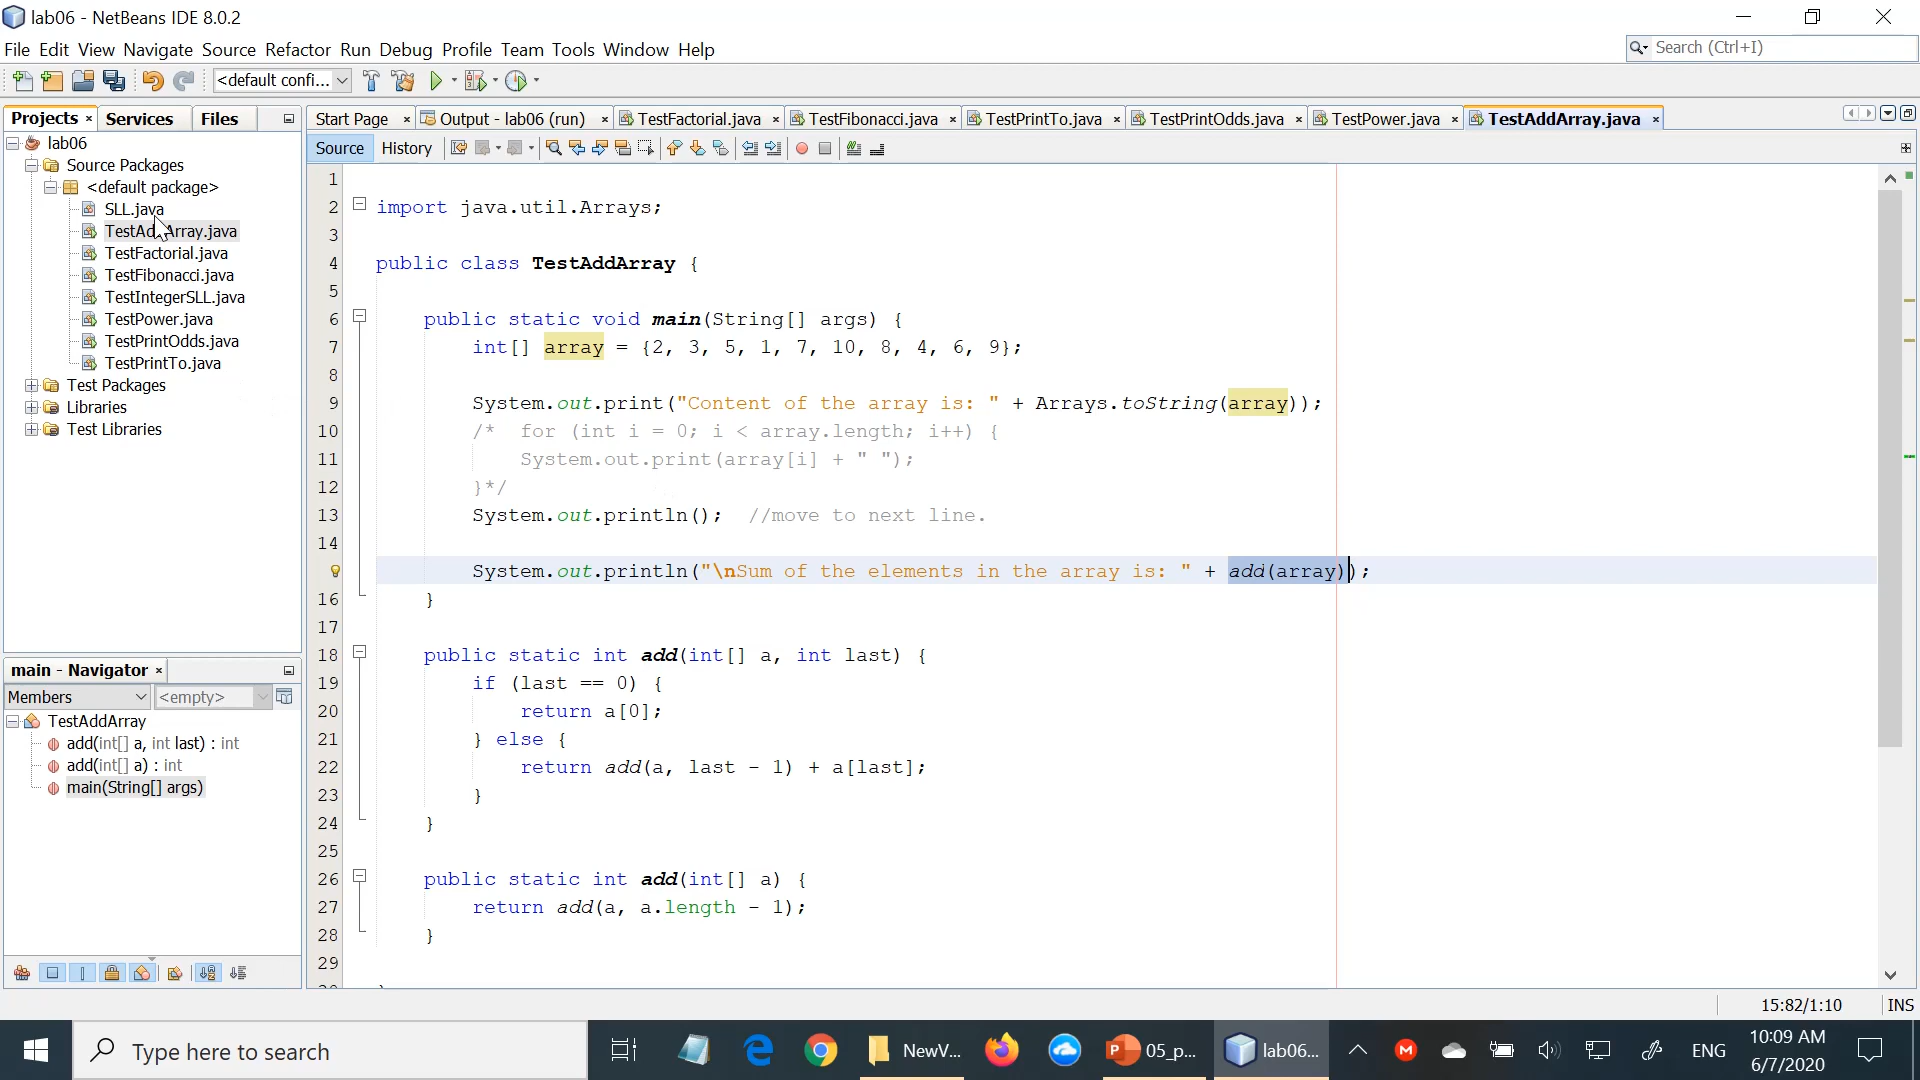 lab06 - NetBeans IDE 8.0.2
File Edit View Navigate Source Refactor Run Debug Profile Team Tools Window Help
Search (Ctrl+I)
<default confi...
Projects Services Files
Start Page Output - lab06 (run) TestFactorial.java TestFibonacci.java TestPrintTo.java TestPrintOdds.java TestPower.java TestAddArray.java
Source History
lab06
Source Packages
<default package>
SLL.java
TestAddArray.java
TestFactorial.java
TestFibonacci.java
TestIntegerSLL.java
TestPower.java
TestPrintOdds.java
TestPrintTo.java
Test Packages
Libraries
Test Libraries
main - Navigator
Members <empty>
TestAddArray
add(int[] a, int last) : int
add(int[] a) : int
main(String[] args)
1
2 import java.util.Arrays;
3
4 public class TestAddArray {
5
6 public static void main(String[] args) {
7 int[] array = {2, 3, 5, 1, 7, 10, 8, 4, 6, 9};
8
9 System.out.print("Content of the array is: " + Arrays.toString(array));
10 /* for (int i = 0; i < array.length; i++) {
11 System.out.print(array[i] + " ");
12 }*/
13 System.out.println(); //move to next line.
14
System.out.println("\nSum of the elements in the array is: " + add(array));
16 }
17
18 public static int add(int[] a, int last) {
19 if (last == 0) {
20 return a[0];
21 } else {
22 return add(a, last - 1) + a[last];
23 }
24 }
25
26 public static int add(int[] a) {
27 return add(a, a.length - 1);
28 }
29
15:82/1:10 INS
Type here to search
NewV...
05_p...
lab06...
ENG
10:09 AM
6/7/2020